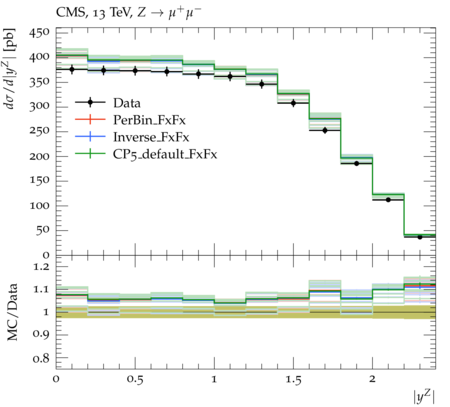 CMS, 13 TeV, Z → μ⁺μ⁻
dσ/d|y^Z| [pb]
450
400
350
300
250
200
150
100
50
0
Data
PerBin_FxFx
Inverse_FxFx
CP5_default_FxFx
MC/Data
1.2
1.1
1
0.9
0.8
0 0.5 1 1.5 2
|y^Z|